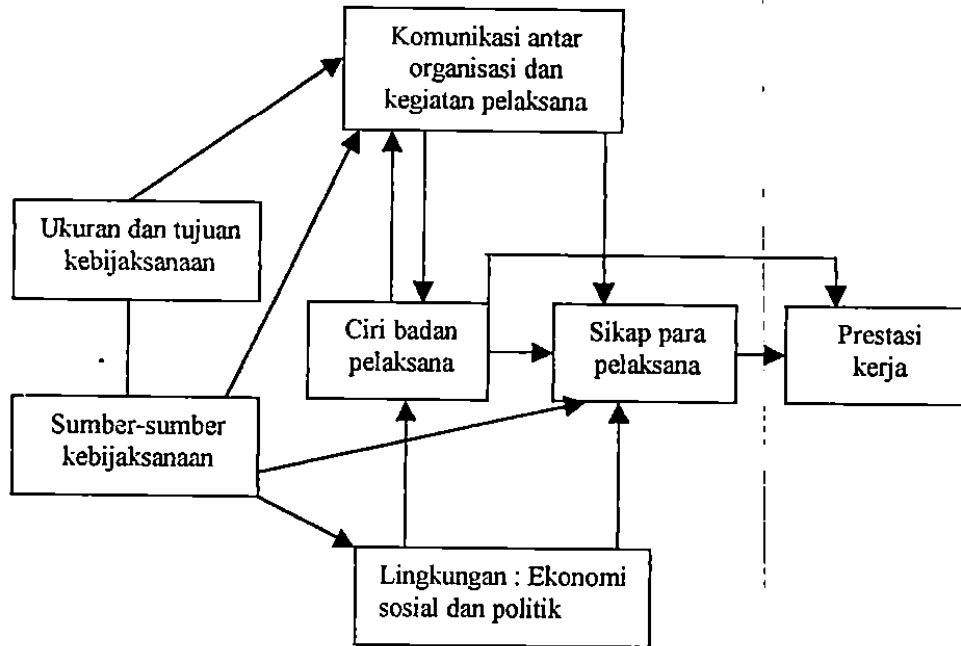 Komunikasi antar
organisasi dan
kegiatan pelaksana
Ukuran dan tujuan
kebijaksanaan
Ciri badan
pelaksana
Sikap para
pelaksana
Prestasi
kerja
Sumber-sumber
kebijaksanaan
Lingkungan : Ekonomi
sosial dan politik